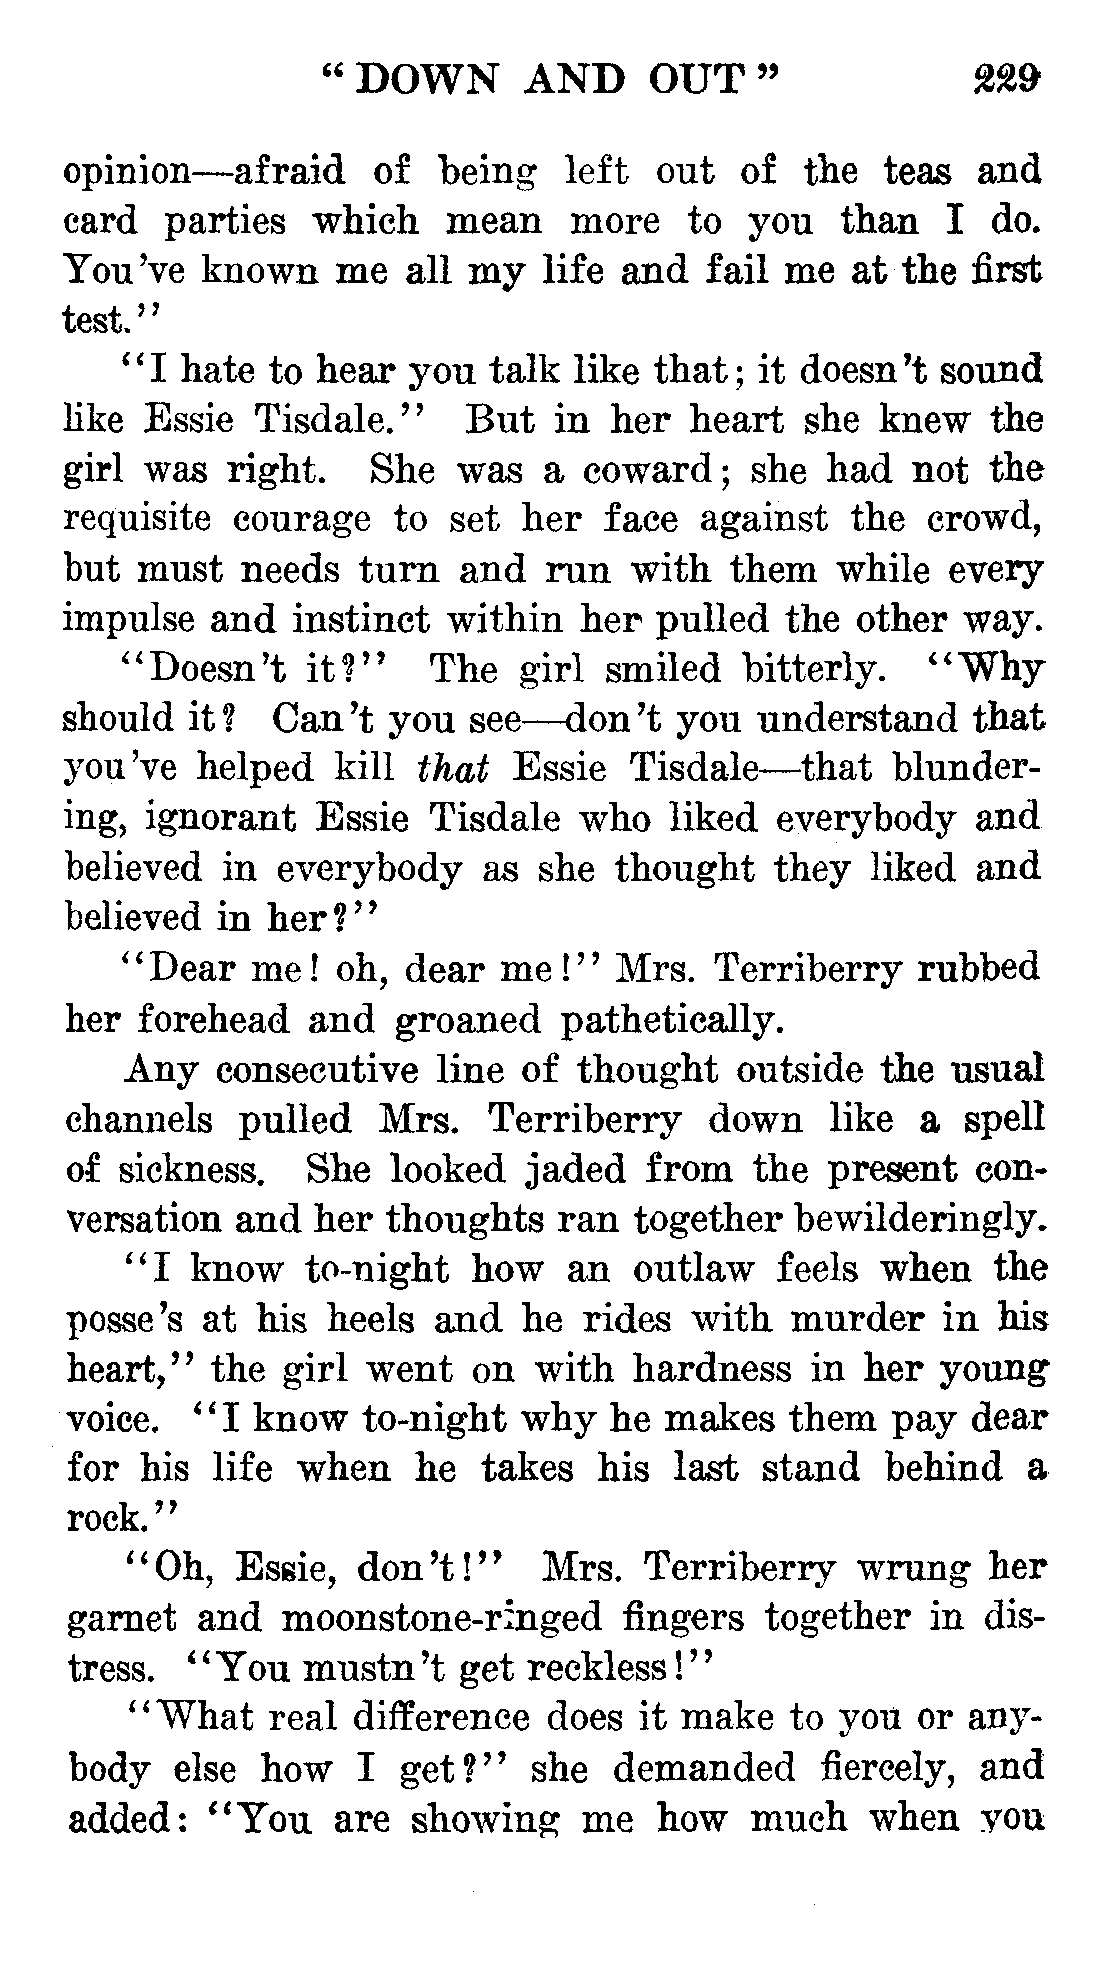 “DOWN AND OUT” 229
opinion—afraid of being left out of the teas and
card parties which mean more to you than I do.
You've known me all my life and fail me at the first
test.”
“I hate to hear you talk like that; it doesn't sound
like Essie Tisdale.” But in her heart she knew the
girl was right. She was a coward; she had not the
requisite courage to set her face against the crowd,
but must needs turn and run with them while every
impulse and instinct within her pulled the other way.
“Doesn't it?” The girl smiled bitterly. “Why
should it? Can't you see—don't you understand that
you've helped kill that Essie Tisdale—that blunder-
ing, ignorant Essie Tisdale who liked everybody and
believed in everybody as she thought they liked and
believed in her?”
“Dear me! oh, dear me!” Mrs. Terriberry rubbed
her forehead and groaned pathetically.
Any consecutive line of thought outside the usual
channels pulled Mrs. Terriberry down like a spell
of sickness. She looked jaded from the present con-
versation and her thoughts ran together bewilderingly.
“I know to-night how an outlaw feels when the
posse's at his heels and he rides with murder in his
heart,” the girl went on with hardness in her young
voice. “I know to-night why he makes them pay dear
for his life when he takes his last stand behind a
rock.”
“Oh, Essie, don't!” Mrs. Terriberry wrung her
garnet and moonstone-ringed fingers together in dis-
tress. “You mustn't get reckless!”
“What real difference does it make to you or any-
body else how I get?” she demanded fiercely, and
added: “You are showing me how much when you